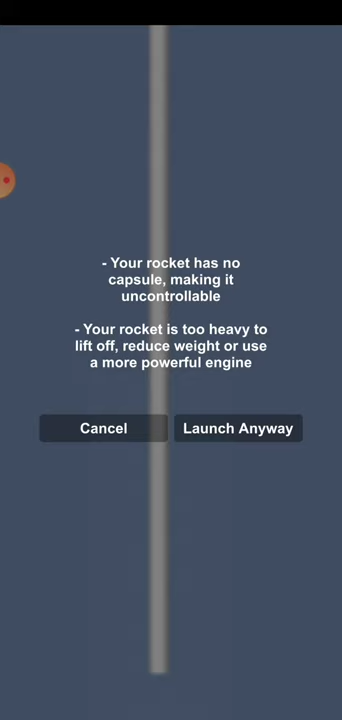 - Your rocket has no
capsule, making it
uncontrollable
- Your rocket is too heavy to
lift off, reduce weight or use
a more powerful engine
Cancel
Launch Anyway